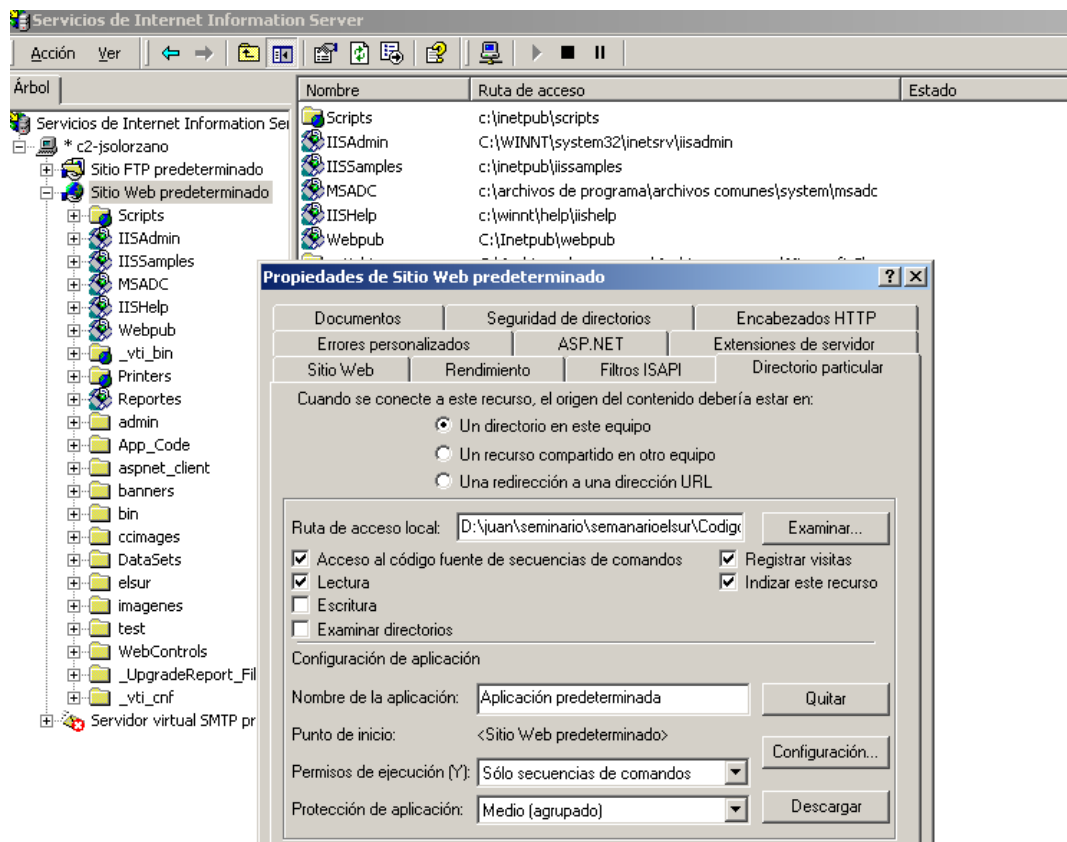 Servicios de Internet Information Server
Acción Ver
Árbol
Nombre Ruta de acceso Estado
Servicios de Internet Information Ser
* c2-jsolorzano
Sitio FTP predeterminado
Sitio Web predeterminado
Scripts
IISAdmin
IISSamples
MSADC
IISHelp
Webpub
_vti_bin
Printers
Reportes
admin
App_Code
aspnet_client
banners
bin
ccimages
DataSets
elsur
imagenes
test
WebControls
_UpgradeReport_Fil
_vti_cnf
Servidor virtual SMTP pr
Scripts c:\inetpub\scripts
IISAdmin C:\WINNT\system32\inetsrv\iisadmin
IISSamples c:\inetpub\iissamples
MSADC c:\archivos de programa\archivos comunes\system\msadc
IISHelp c:\winnt\help\iishelp
Webpub C:\Inetpub\webpub
Propiedades de Sitio Web predeterminado
Documentos Seguridad de directorios Encabezados HTTP
Errores personalizados ASP.NET Extensiones de servidor
Sitio Web Rendimiento Filtros ISAPI Directorio particular
Cuando se conecte a este recurso, el origen del contenido debería estar en:
Un directorio en este equipo
Un recurso compartido en otro equipo
Una redirección a una dirección URL
Ruta de acceso local: D:\juan\seminario\semanarioelsur\Codigo Examinar...
Acceso al código fuente de secuencias de comandos Registrar visitas
Lectura Indizar este recurso
Escritura
Examinar directorios
Configuración de aplicación
Nombre de la aplicación: Aplicación predeterminada Quitar
Punto de inicio: <Sitio Web predeterminado>
Configuración...
Permisos de ejecución (Y): Sólo secuencias de comandos
Protección de aplicación: Medio (agrupado) Descargar